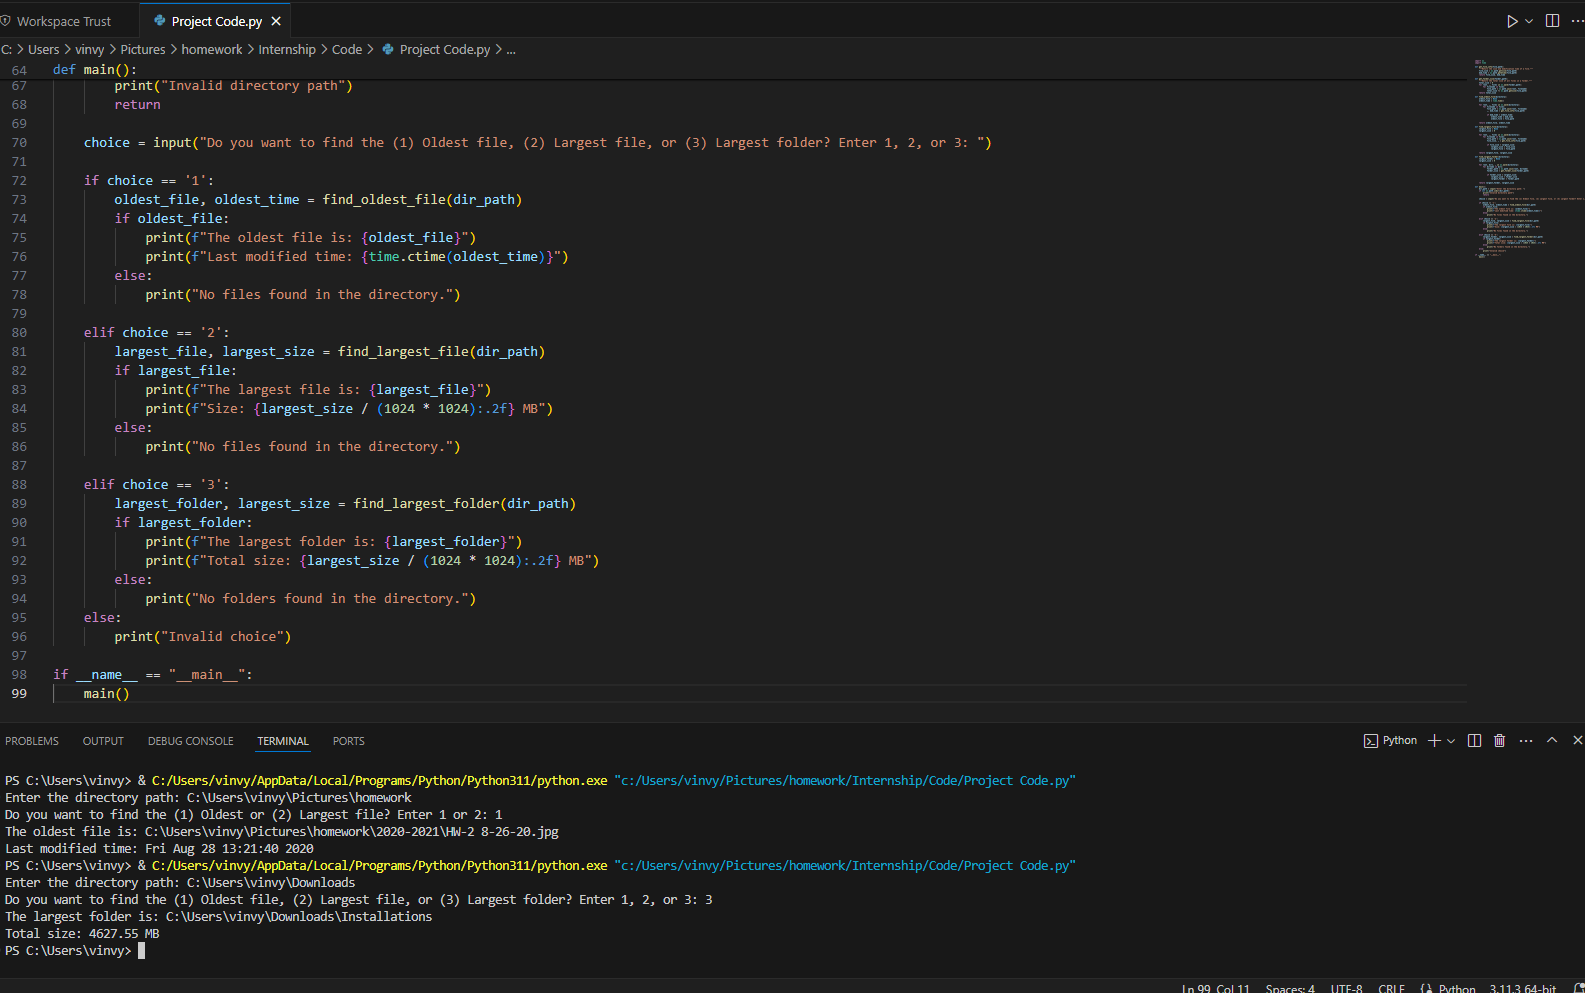 Workspace Trust
Project Code.py
C: > Users > vinvy > Pictures > homework > Internship > Code > Project Code.py > ...
64 def main():
67         print("Invalid directory path")
68         return
69
70     choice = input("Do you want to find the (1) Oldest file, (2) Largest file, or (3) Largest folder? Enter 1, 2, or 3: ")
71
72     if choice == '1':
73         oldest_file, oldest_time = find_oldest_file(dir_path)
74         if oldest_file:
75             print(f"The oldest file is: {oldest_file}")
76             print(f"Last modified time: {time.ctime(oldest_time)}")
77         else:
78             print("No files found in the directory.")
79
80     elif choice == '2':
81         largest_file, largest_size = find_largest_file(dir_path)
82         if largest_file:
83             print(f"The largest file is: {largest_file}")
84             print(f"Size: {largest_size / (1024 * 1024):.2f} MB")
85         else:
86             print("No files found in the directory.")
87
88     elif choice == '3':
89         largest_folder, largest_size = find_largest_folder(dir_path)
90         if largest_folder:
91             print(f"The largest folder is: {largest_folder}")
92             print(f"Total size: {largest_size / (1024 * 1024):.2f} MB")
93         else:
94             print("No folders found in the directory.")
95     else:
96         print("Invalid choice")
97
98 if __name__ == "__main__":
99     main()
PROBLEMS OUTPUT DEBUG CONSOLE TERMINAL PORTS Python
PS C:\Users\vinvy> & C:/Users/vinvy/AppData/Local/Programs/Python/Python311/python.exe "c:/Users/vinvy/Pictures/homework/Internship/Code/Project Code.py"
Enter the directory path: C:\Users\vinvy\Pictures\homework
Do you want to find the (1) Oldest or (2) Largest file? Enter 1 or 2: 1
The oldest file is: C:\Users\vinvy\Pictures\homework\2020-2021\HW-2 8-26-20.jpg
Last modified time: Fri Aug 28 13:21:40 2020
PS C:\Users\vinvy> & C:/Users/vinvy/AppData/Local/Programs/Python/Python311/python.exe "c:/Users/vinvy/Pictures/homework/Internship/Code/Project Code.py"
Enter the directory path: C:\Users\vinvy\Downloads
Do you want to find the (1) Oldest file, (2) Largest file, or (3) Largest folder? Enter 1, 2, or 3: 3
The largest folder is: C:\Users\vinvy\Downloads\Installations
Total size: 4627.55 MB
PS C:\Users\vinvy>
Ln 99, Col 11 Spaces: 4 UTF-8 CRLF Python 3.11.3 64-bit